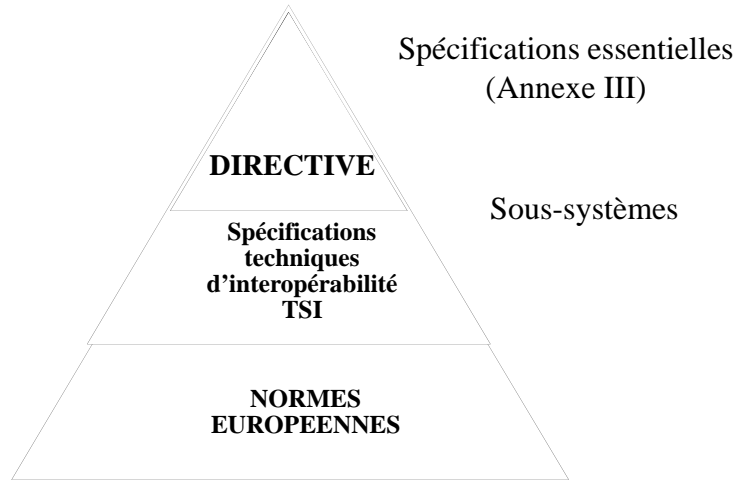 Spécifications essentielles
(Annexe III)
DIRECTIVE
Sous-systèmes
Spécifications
techniques
d'interopérabilité
TSI
NORMES
EUROPEENNES